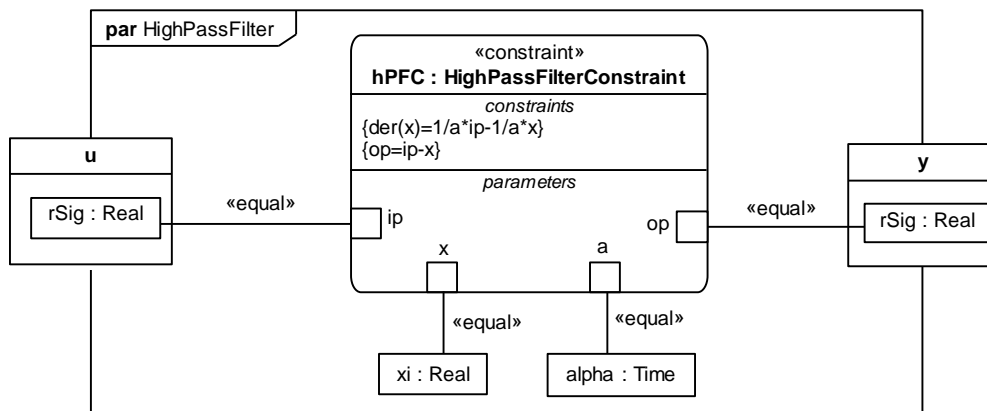 par HighPassFilter
«constraint»
hPFC : HighPassFilterConstraint
constraints
{der(x)=1/a*ip-1/a*x}
{op=ip-x}
parameters
u
rSig : Real
«equal»
ip
op
«equal»
y
rSig : Real
x
a
«equal»
«equal»
xi : Real
alpha : Time